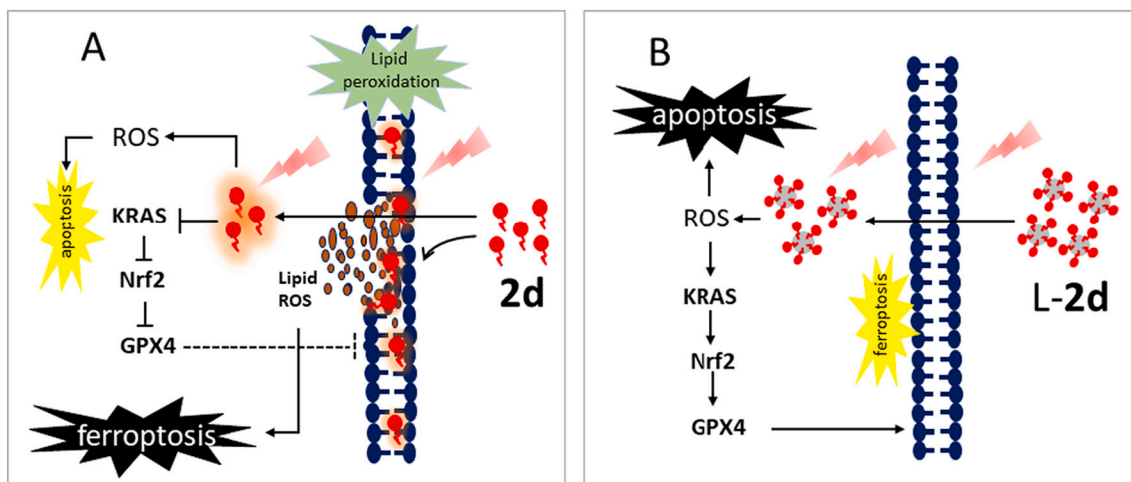 A
Lipid
peroxidation
ROS
apoptosis
KRAS
Nrf2
GPX4
Lipid
ROS
2d
ferroptosis
B
apoptosis
ROS
KRAS
Nrf2
GPX4
ferroptosis
L-2d